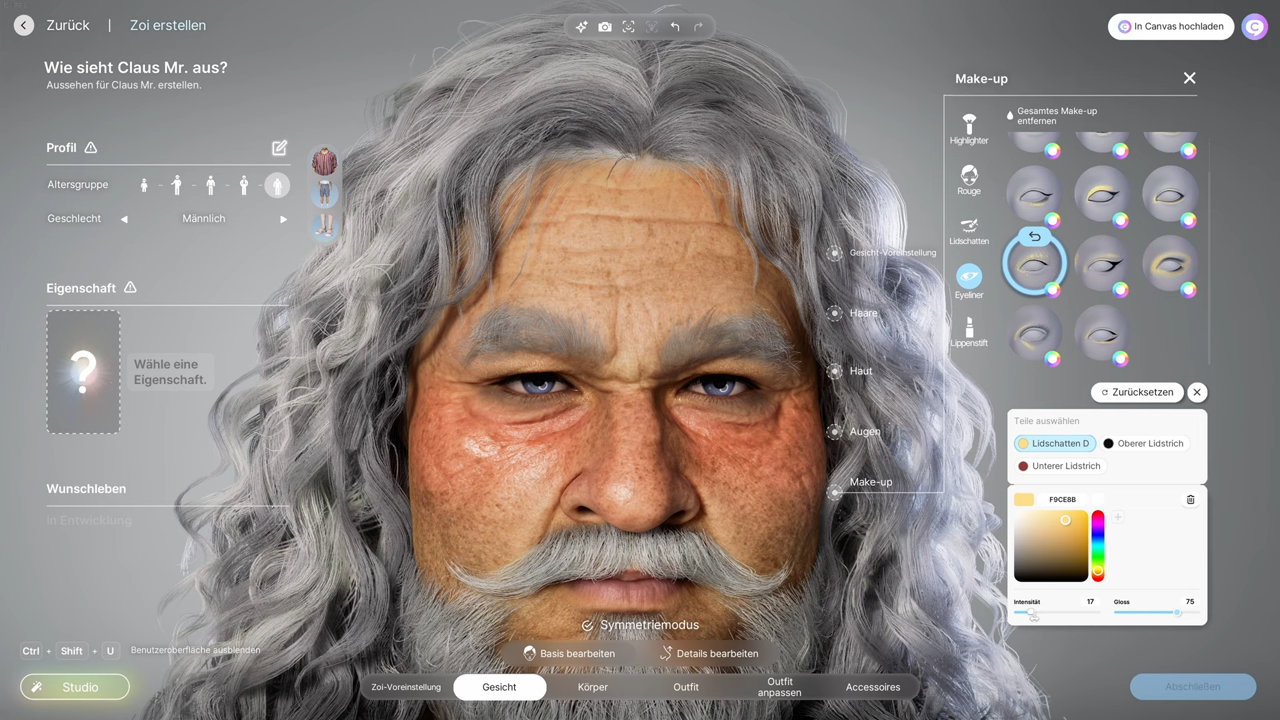 Zurück | Zoi erstellen
In Canvas hochladen
Wie sieht Claus Mr. aus?
Aussehen für Claus Mr. erstellen.
Profil
Altersgruppe
Geschlecht
Männlich
Eigenschaft
Wähle eine
Eigenschaft.
Wunschleben
In Entwicklung
Ctrl + Shift + U
Benutzeroberfläche ausblenden
Studio
Gesicht-Voreinstellung
Haare
Haut
Augen
Make-up
Symmetriemodus
Basis bearbeiten
Details bearbeiten
Zoi-Voreinstellung
Gesicht
Körper
Outfit
Outfit
anpassen
Accessoires
Make-up
Gesamtes Make-up
entfernen
Highlighter
Rouge
Lidschatten
Eyeliner
Lippenstift
Zurücksetzen
Teile auswählen
Lidschatten D
Oberer Lidstrich
Unterer Lidstrich
F9CE8B
Intensität 17
Gloss 75
Abschließen